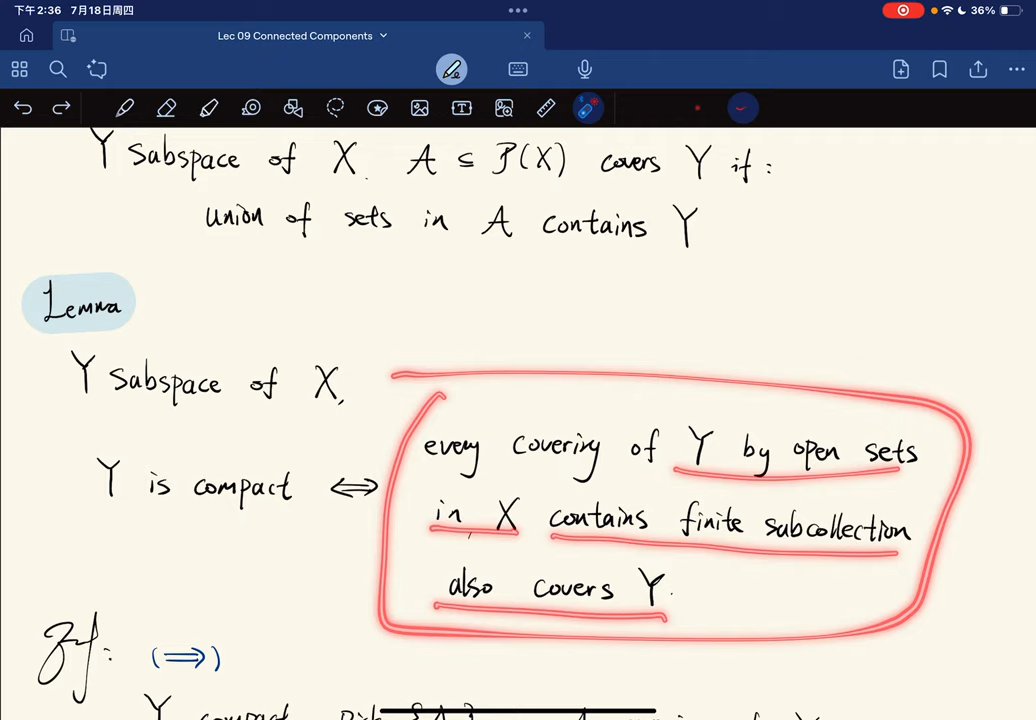 下午2:36 7月18日周四
36%
Lec 09 Connected Components
Y Subspace of X. A ⊆ P(X) covers Y if:
Union of sets in A contains Y
Lemma
Y Subspace of X,
every covering of Y by open sets
Y is compact ⟺
in X contains finite subcollection
also covers Y.
Prf: (⟹)
Y compact